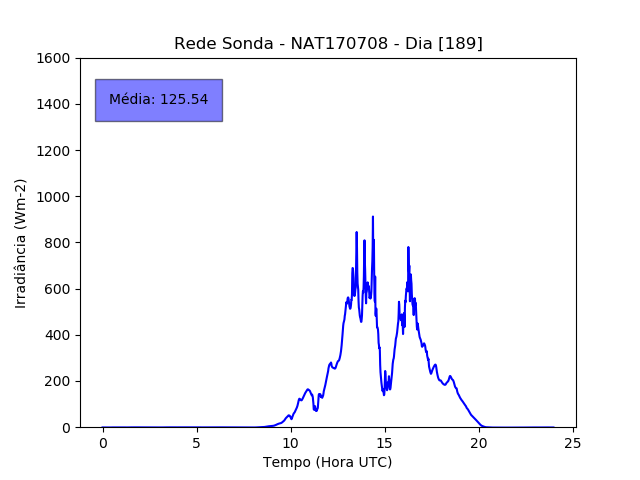 Rede Sonda - NAT170708 - Dia [189]
1600
1400
1200
1000
800
600
400
200
0
Irradiância (Wm-2)
Média: 125.54
0 5 10 15 20 25
Tempo (Hora UTC)